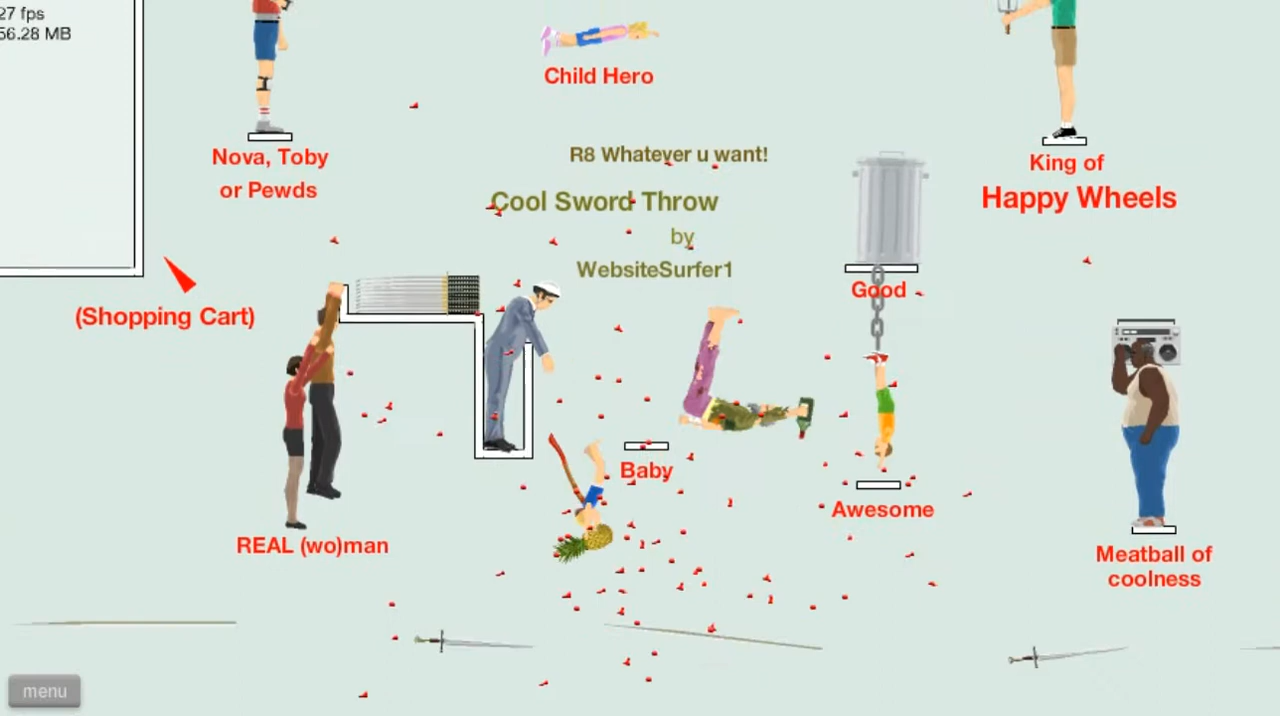 27 fps
56.28 MB
Child Hero
Nova, Toby
or Pewds
R8 Whatever u want!
King of
Happy Wheels
Cool Sword Throw
by
WebsiteSurfer1
Good
(Shopping Cart)
Baby
Awesome
REAL (wo)man
Meatball of
coolness
menu